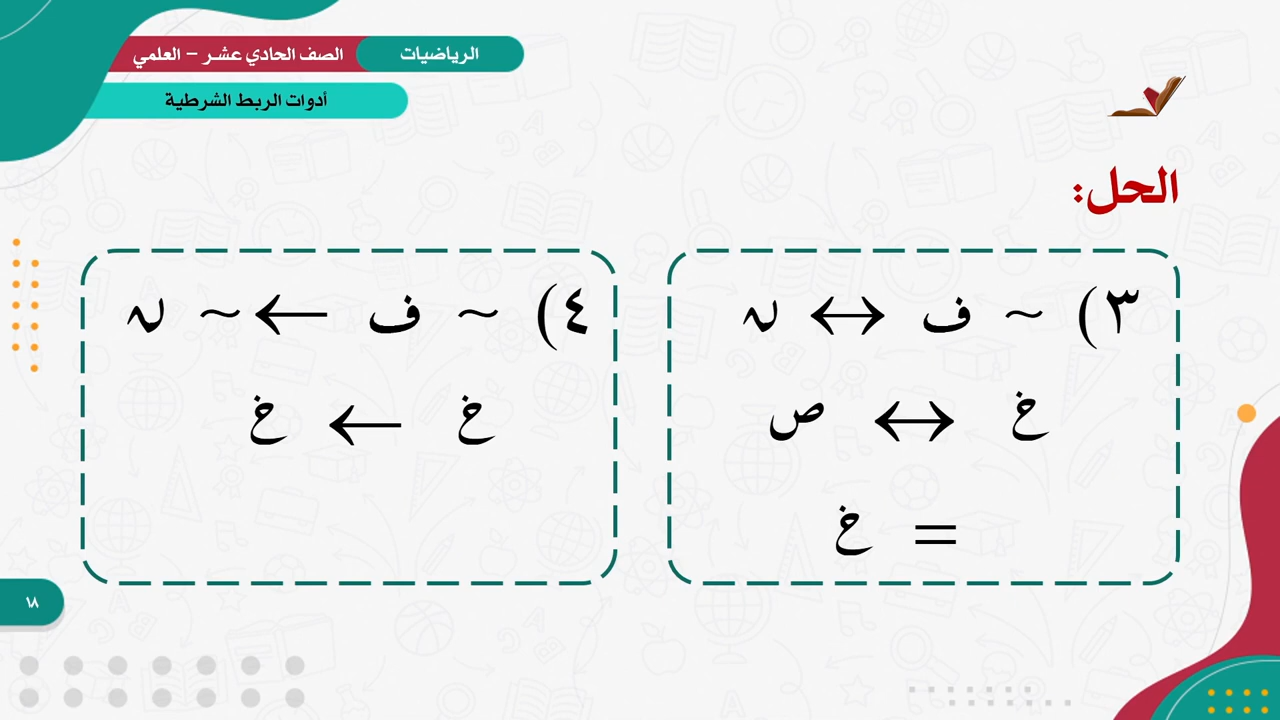 الرياضيات
الصف الحادي عشر – العلمي
أدوات الربط الشرطية
الحل:
٣) ~ ف ↔ ن
خ ↔ ص
= خ
٤) ~ ف ← ~ ن
خ ← خ
١٨